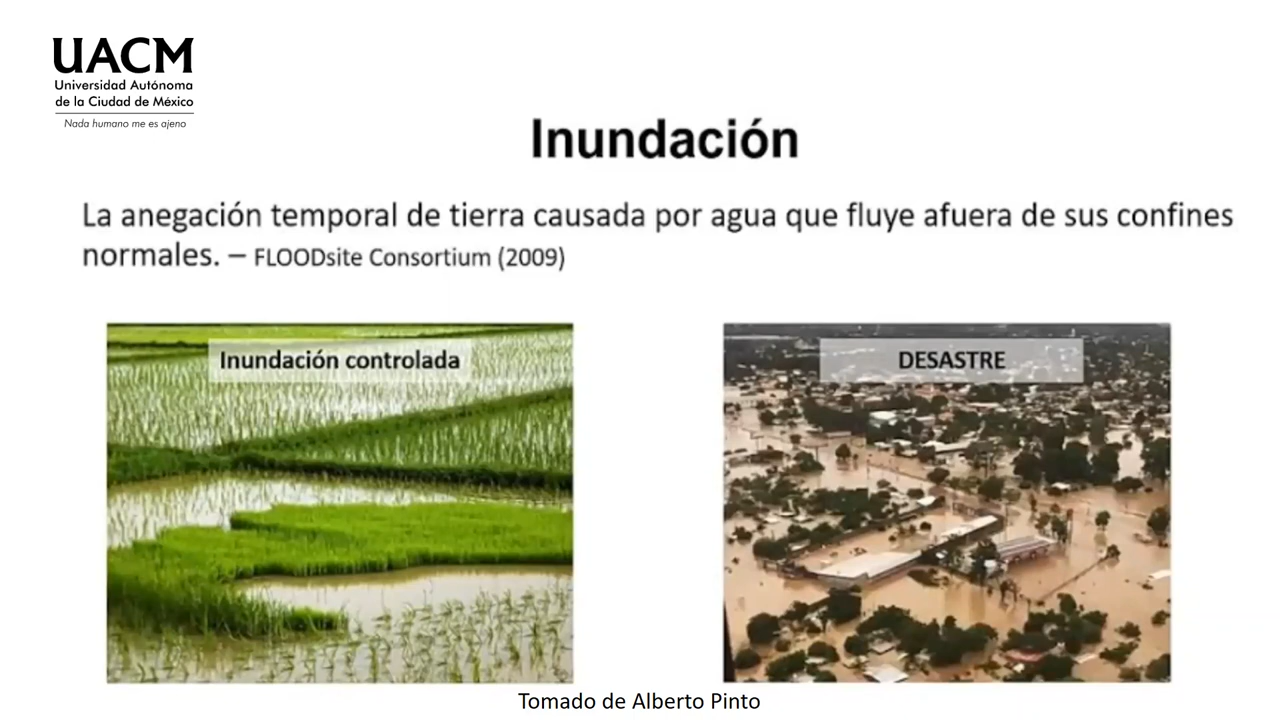 UACM
Universidad Autónoma
de la Ciudad de México
Nada humano me es ajeno
Inundación
La anegación temporal de tierra causada por agua que fluye afuera de sus confines
normales. – FLOODsite Consortium (2009)
Inundación controlada
DESASTRE
Tomado de Alberto Pinto